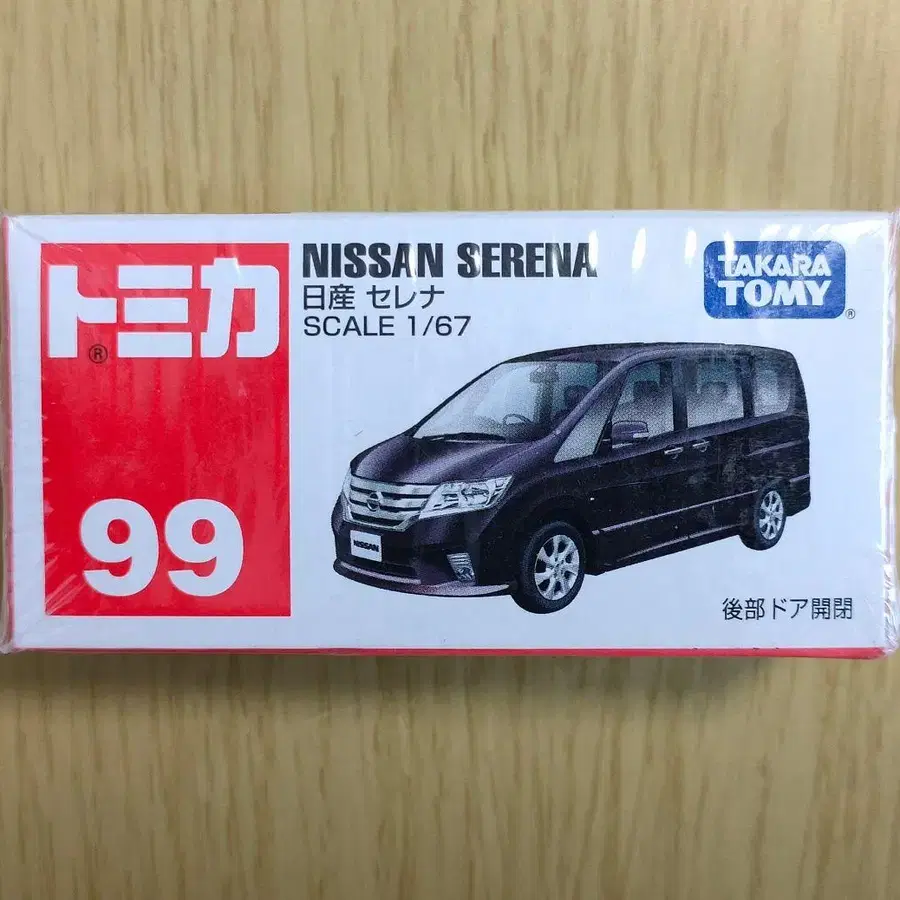 トミカ®
99
NISSAN SERENA
日産 セレナ
SCALE 1/67
TAKARA
TOMY®
NISSAN
後部ドア開閉